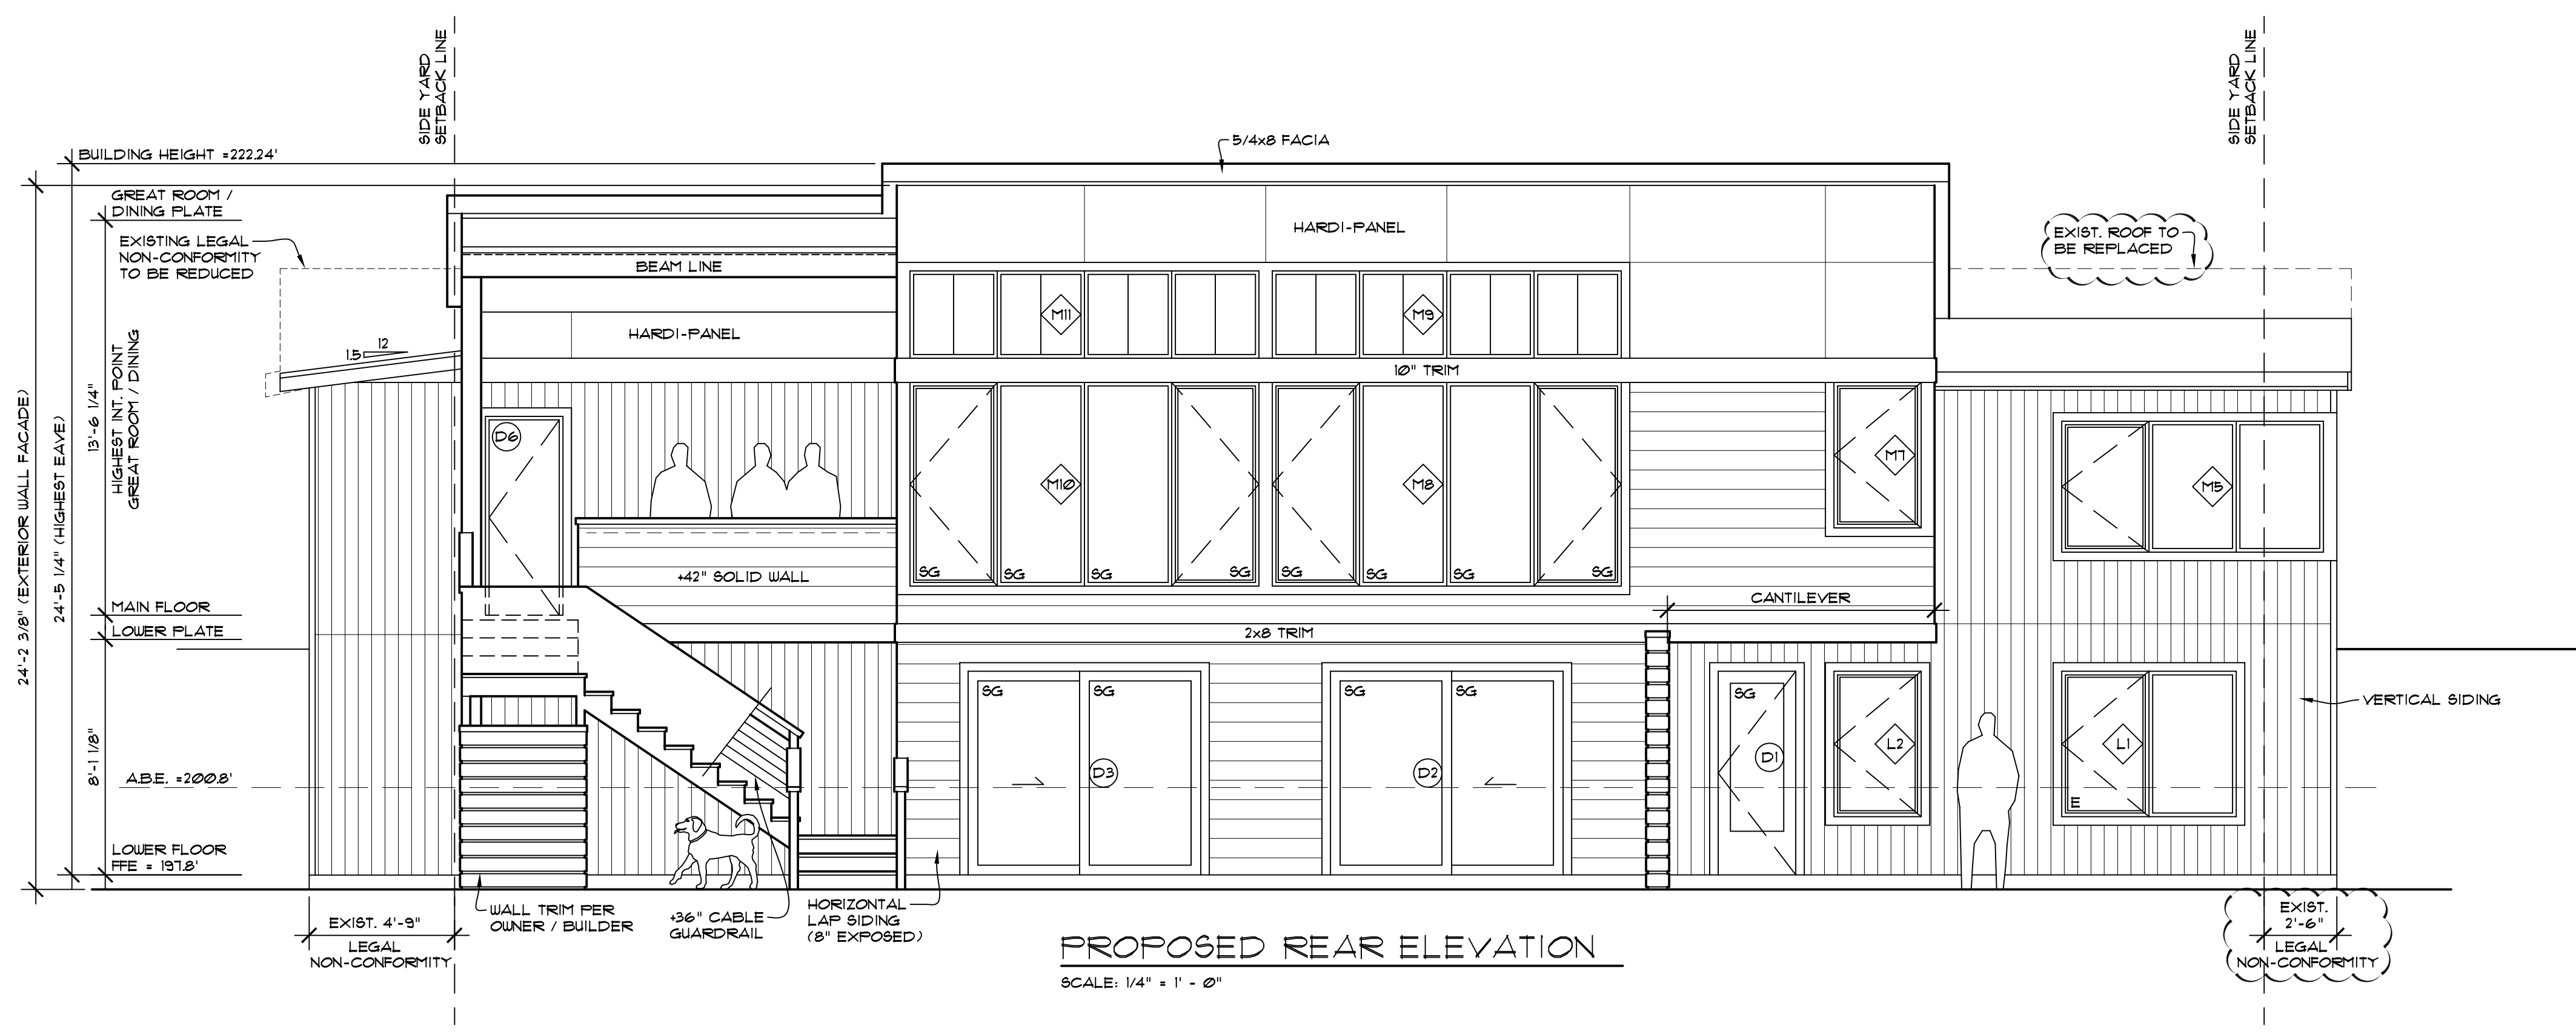 SIDE YARD
SETBACK LINE
SIDE YARD
SETBACK LINE
5/4x8 FACIA
BUILDING HEIGHT =222.24'
GREAT ROOM /
DINING PLATE
EXISTING LEGAL
NON-CONFORMITY
TO BE REDUCED
HARDI-PANEL
EXIST. ROOF TO
BE REPLACED
BEAM LINE
M11
M9
HARDI-PANEL
12
1.5
10" TRIM
24'-2 3/8" (EXTERIOR WALL FACADE)
24'-5 1/4" (HIGHEST EAVE)
13'-6 1/4"
HIGHEST INT. POINT
GREAT ROOM / DINING
D6
M7
M10
M8
M5
SG
SG
SG
SG
SG
SG
SG
SG
+42" SOLID WALL
CANTILEVER
MAIN FLOOR
LOWER PLATE
2x8 TRIM
SG
SG
SG
SG
SG
VERTICAL SIDING
8'-1 1/8"
L2
L1
D1
D3
D2
A.B.E. =200.8'
E
LOWER FLOOR
FFE = 197.8'
WALL TRIM PER
OWNER / BUILDER
+36" CABLE
GUARDRAIL
HORIZONTAL
LAP SIDING
(8" EXPOSED)
EXIST. 4'-9"
LEGAL
NON-CONFORMITY
EXIST.
2'-6"
LEGAL
NON-CONFORMITY
PROPOSED REAR ELEVATION
SCALE: 1/4" = 1' - 0"